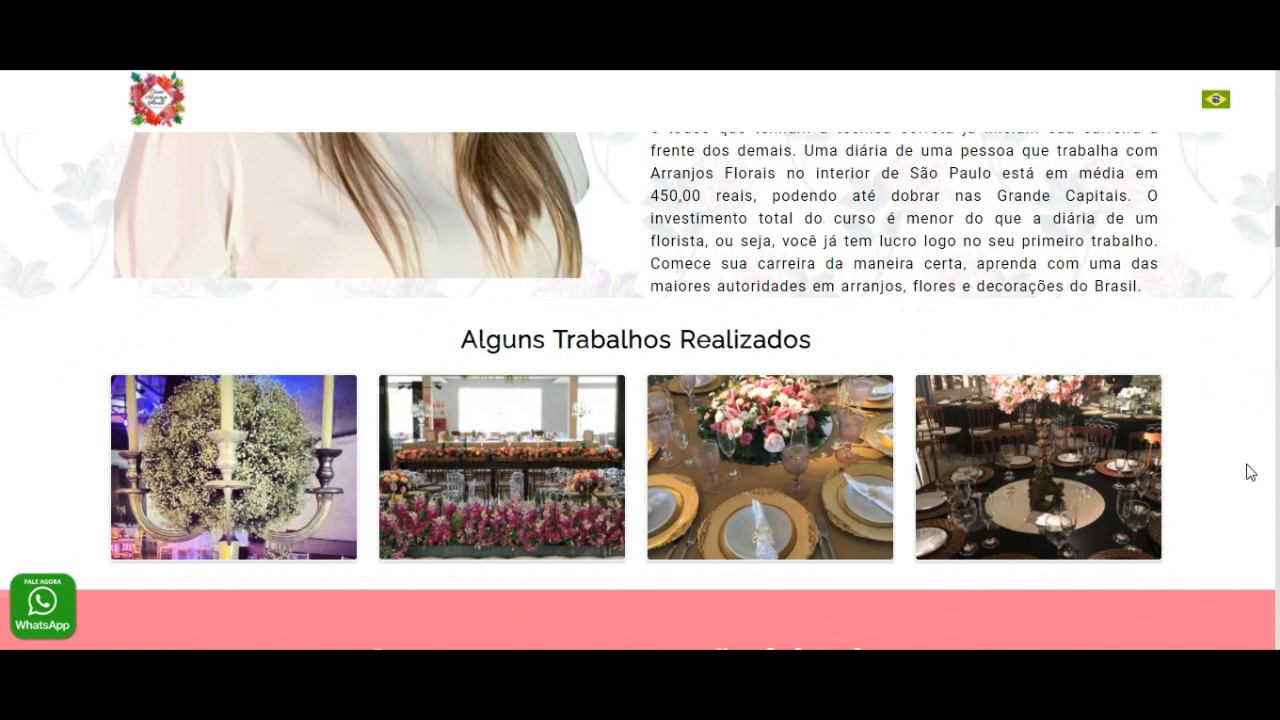 frente dos demais. Uma diária de uma pessoa que trabalha com
Arranjos Florais no interior de São Paulo está em média em
450,00 reais, podendo até dobrar nas Grande Capitais. O
investimento total do curso é menor do que a diária de um
florista, ou seja, você já tem lucro logo no seu primeiro trabalho.
Comece sua carreira da maneira certa, aprenda com uma das
maiores autoridades em arranjos, flores e decorações do Brasil.
Alguns Trabalhos Realizados
FALE AGORA
WhatsApp